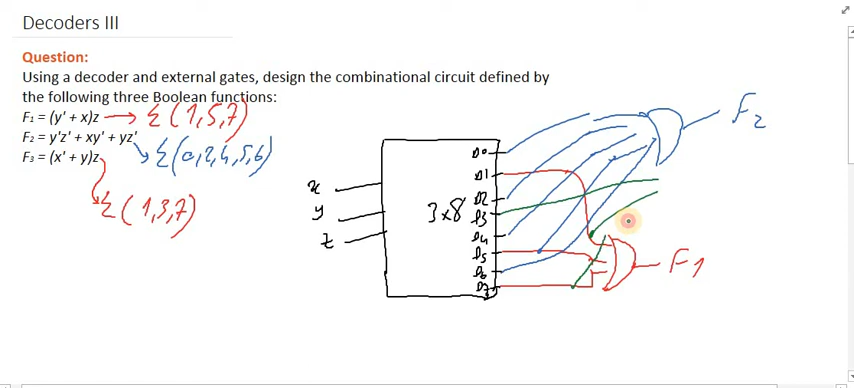 Decoders III
Question:
Using a decoder and external gates, design the combinational circuit defined by
the following three Boolean functions:
F₁ = (y' + x)z → Σ(1,5,7)
F₂ = y'z' + xy' + yz' Σ(0,2,4,5,6)
F₃ = (x' + y)z
Σ(1,3,7)
x
y
z
3x8
D0
D1
D2
D3
D4
D5
D6
D7
F2
F1